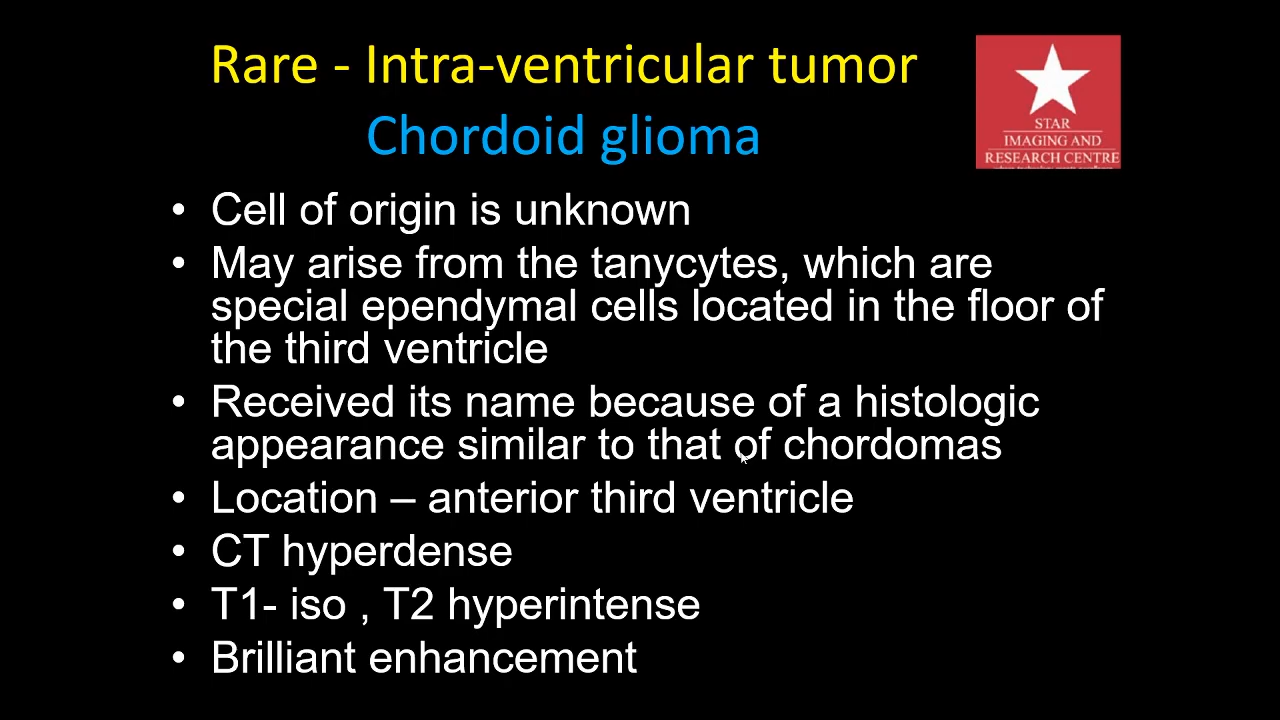 Rare - Intra-ventricular tumor
Chordoid glioma
STAR
IMAGING AND
RESEARCH CENTRE
• Cell of origin is unknown
• May arise from the tanycytes, which are
special ependymal cells located in the floor of
the third ventricle
• Received its name because of a histologic
appearance similar to that of chordomas
• Location – anterior third ventricle
• CT hyperdense
• T1- iso , T2 hyperintense
• Brilliant enhancement